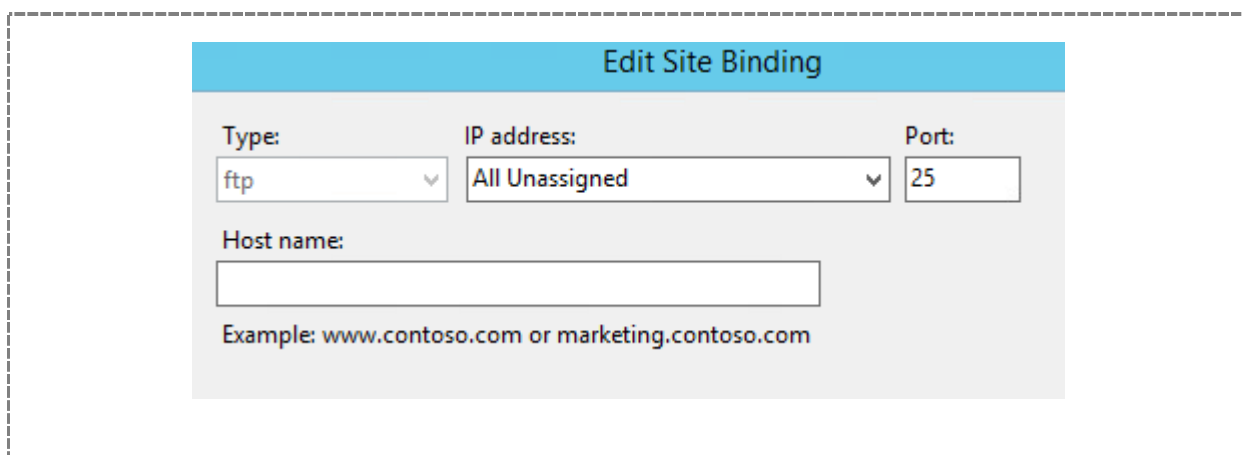 Edit Site Binding
Type: IP address: Port:
ftp All Unassigned 25
Host name:
Example: www.contoso.com or marketing.contoso.com